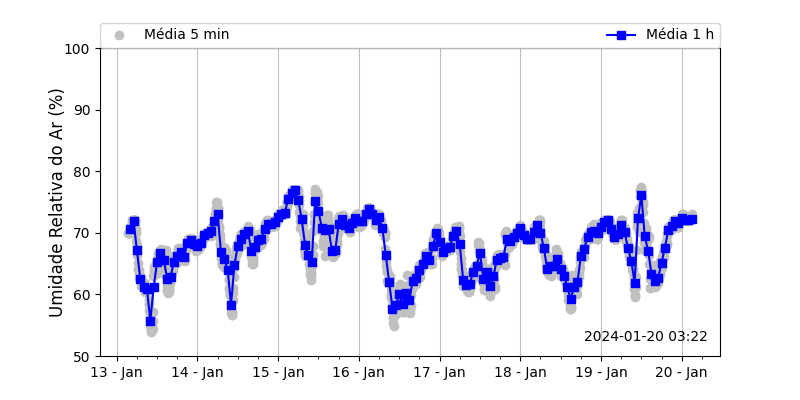 Média 5 min
Média 1 h
Umidade Relativa do Ar (%)
100
90
80
70
60
50
2024-01-20 03:22
13 - Jan
14 - Jan
15 - Jan
16 - Jan
17 - Jan
18 - Jan
19 - Jan
20 - Jan